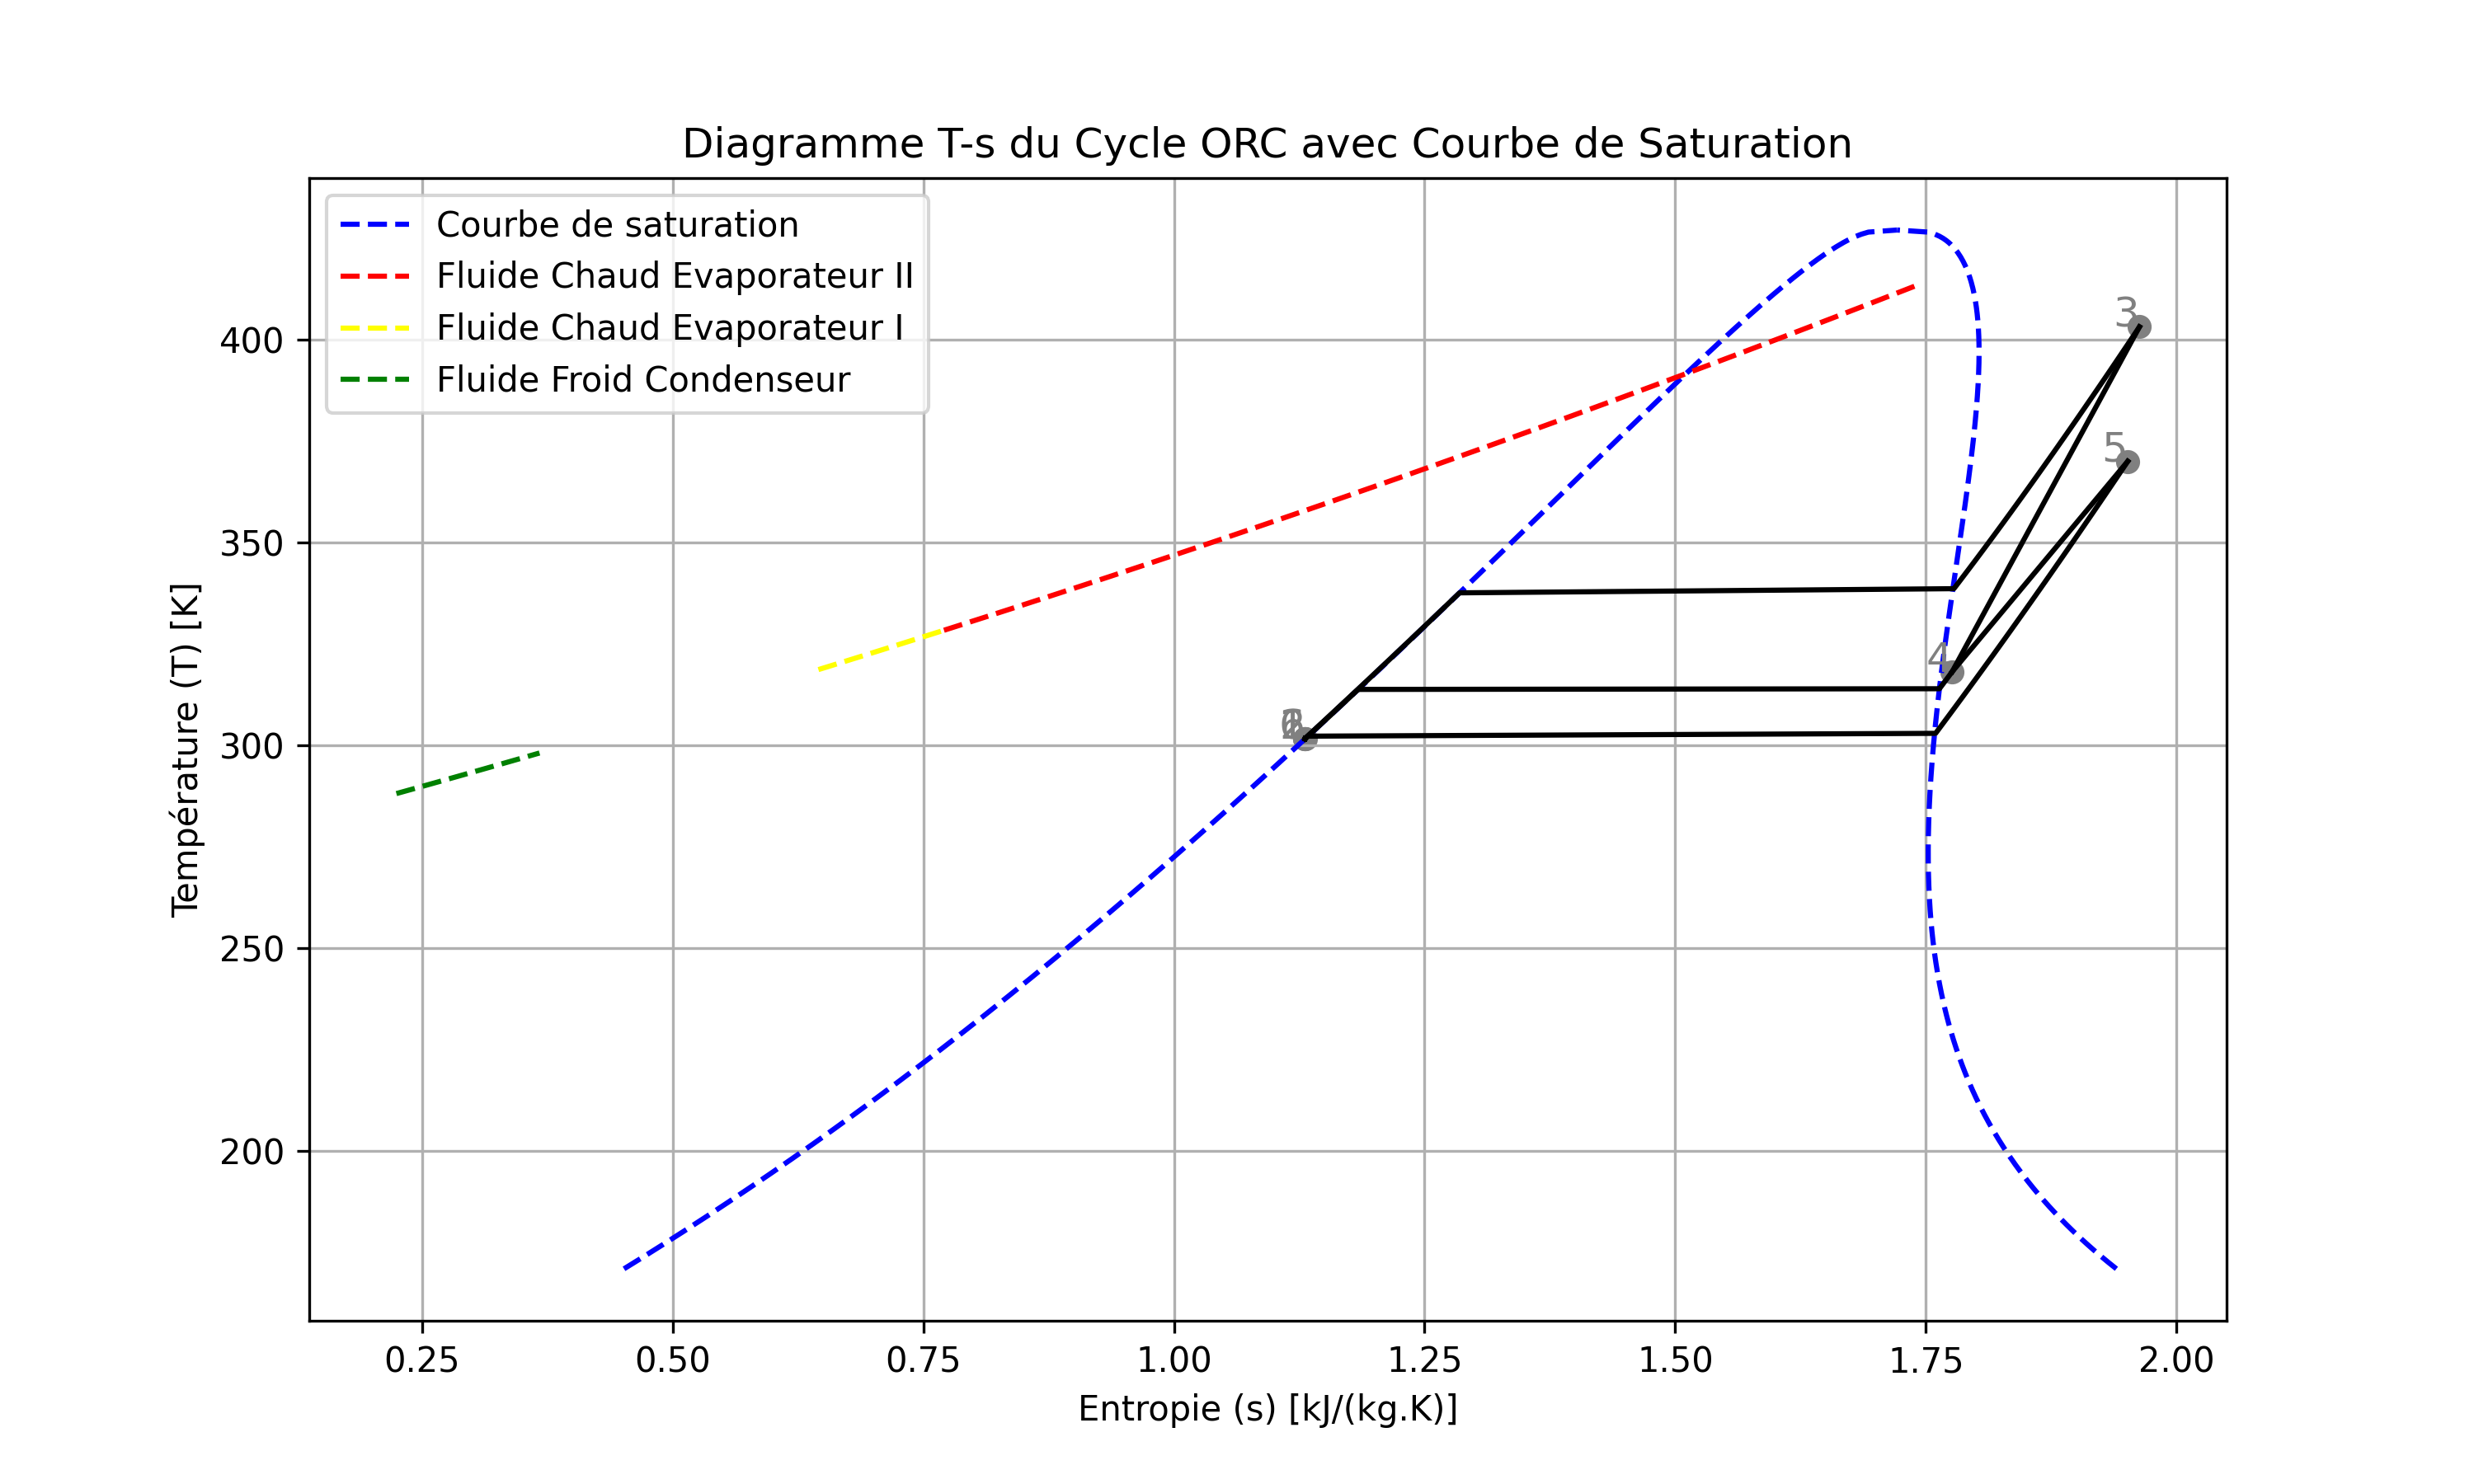 Diagramme T-s du Cycle ORC avec Courbe de Saturation
Courbe de saturation
Fluide Chaud Evaporateur II
Fluide Chaud Evaporateur I
Fluide Froid Condenseur
Température (T) [K]
400
350
300
250
200
3
5
4
0.25 0.50 0.75 1.00 1.25 1.50 1.75 2.00
Entropie (s) [kJ/(kg.K)]